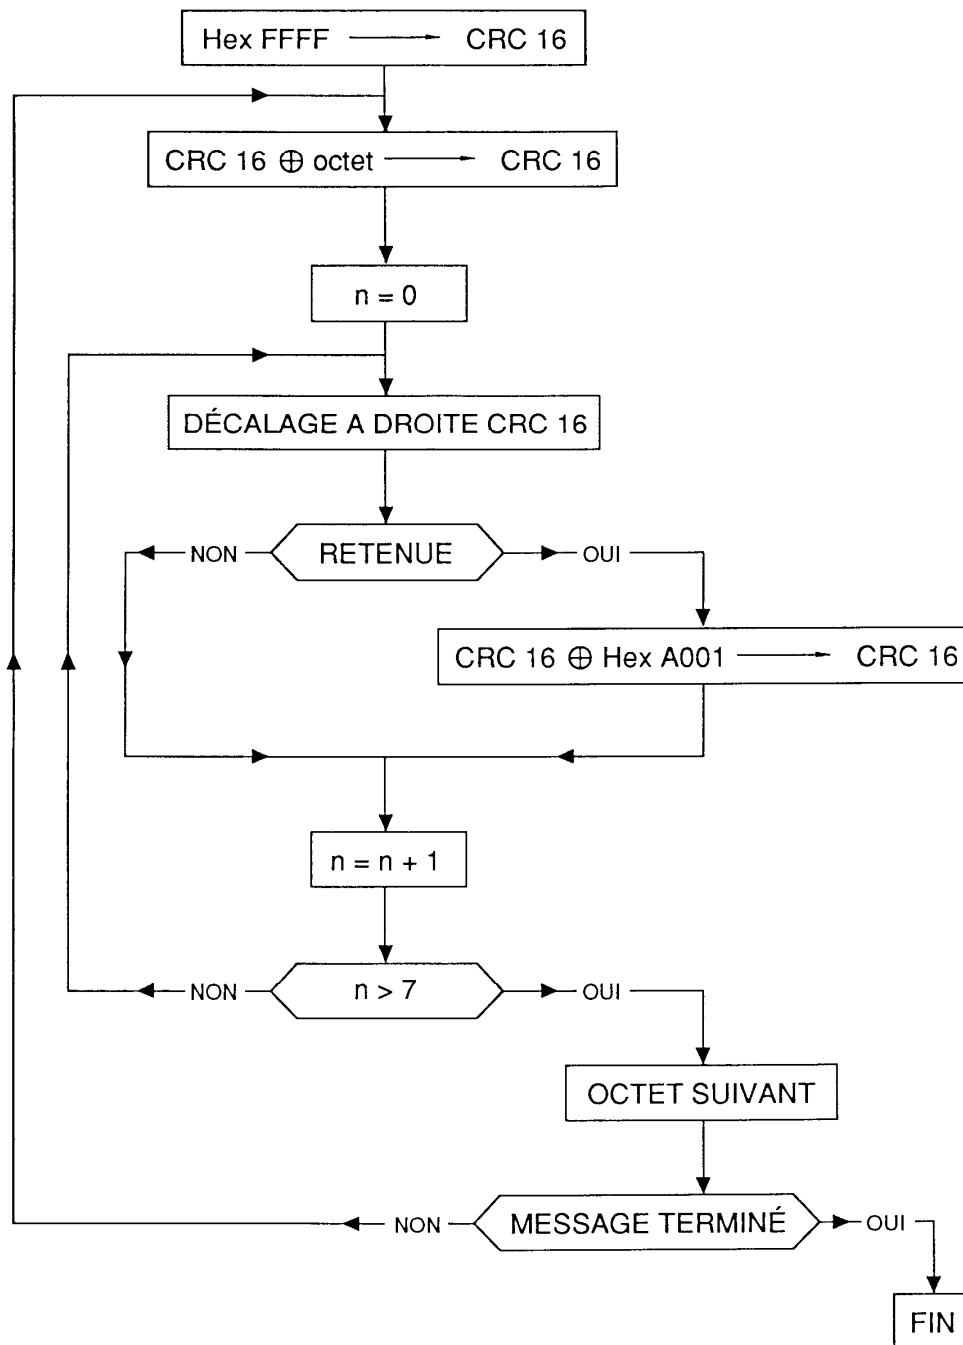 Hex FFFF → CRC 16
CRC 16 ⊕ octet → CRC 16
n = 0
DÉCALAGE A DROITE CRC 16
NON RETENUE OUI
CRC 16 ⊕ Hex A001 → CRC 16
n = n + 1
NON n > 7 OUI
OCTET SUIVANT
NON MESSAGE TERMINÉ OUI
FIN